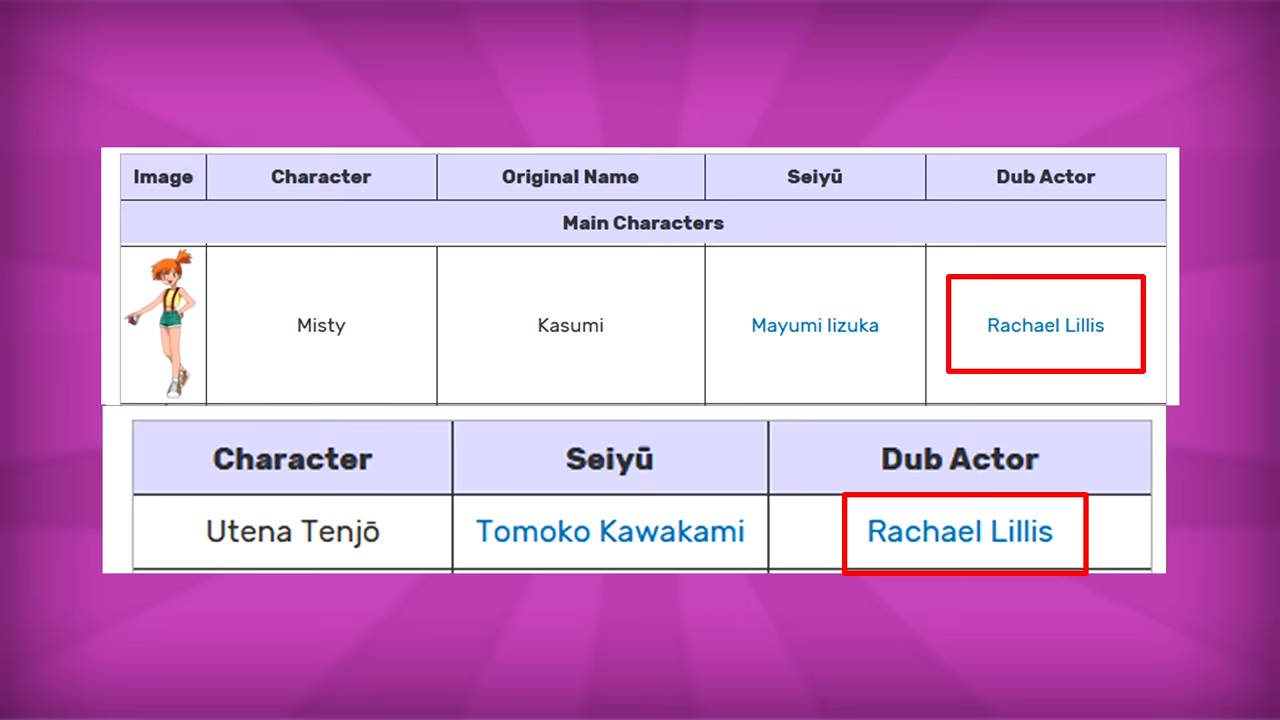 Image Character Original Name Seiyū Dub Actor
Main Characters
Misty Kasumi Mayumi Iizuka Rachael Lillis
Character Seiyū Dub Actor
Utena Tenjō Tomoko Kawakami Rachael Lillis